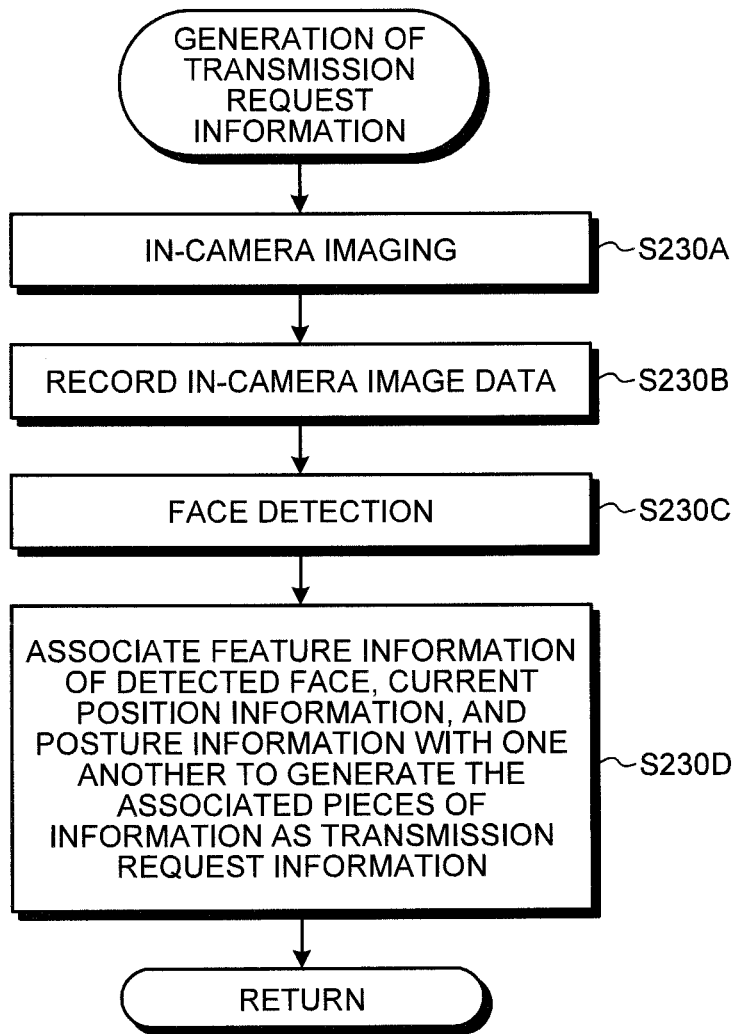 GENERATION OF
TRANSMISSION
REQUEST
INFORMATION
IN-CAMERA IMAGING
S230A
RECORD IN-CAMERA IMAGE DATA
S230B
FACE DETECTION
S230C
ASSOCIATE FEATURE INFORMATION
OF DETECTED FACE, CURRENT
POSITION INFORMATION, AND
POSTURE INFORMATION WITH ONE
ANOTHER TO GENERATE THE
ASSOCIATED PIECES OF
INFORMATION AS TRANSMISSION
REQUEST INFORMATION
S230D
RETURN